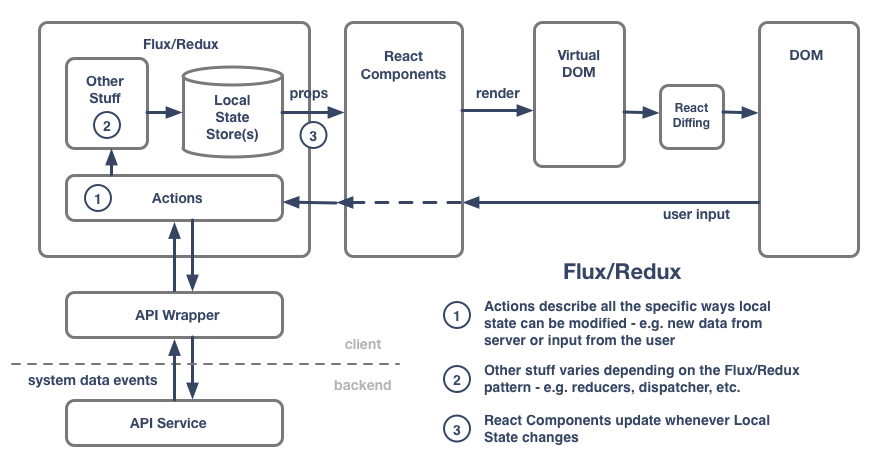 Flux/Redux
Other
Stuff
2
Local
State
Store(s)
props
3
React
Components
render
Virtual
DOM
React
Diffing
DOM
1
Actions
user input
API Wrapper
client
system data events
backend
API Service
Flux/Redux
1
Actions describe all the specific ways local
state can be modified - e.g. new data from
server or input from the user
2
Other stuff varies depending on the Flux/Redux
pattern - e.g. reducers, dispatcher, etc.
3
React Components update whenever Local
State changes